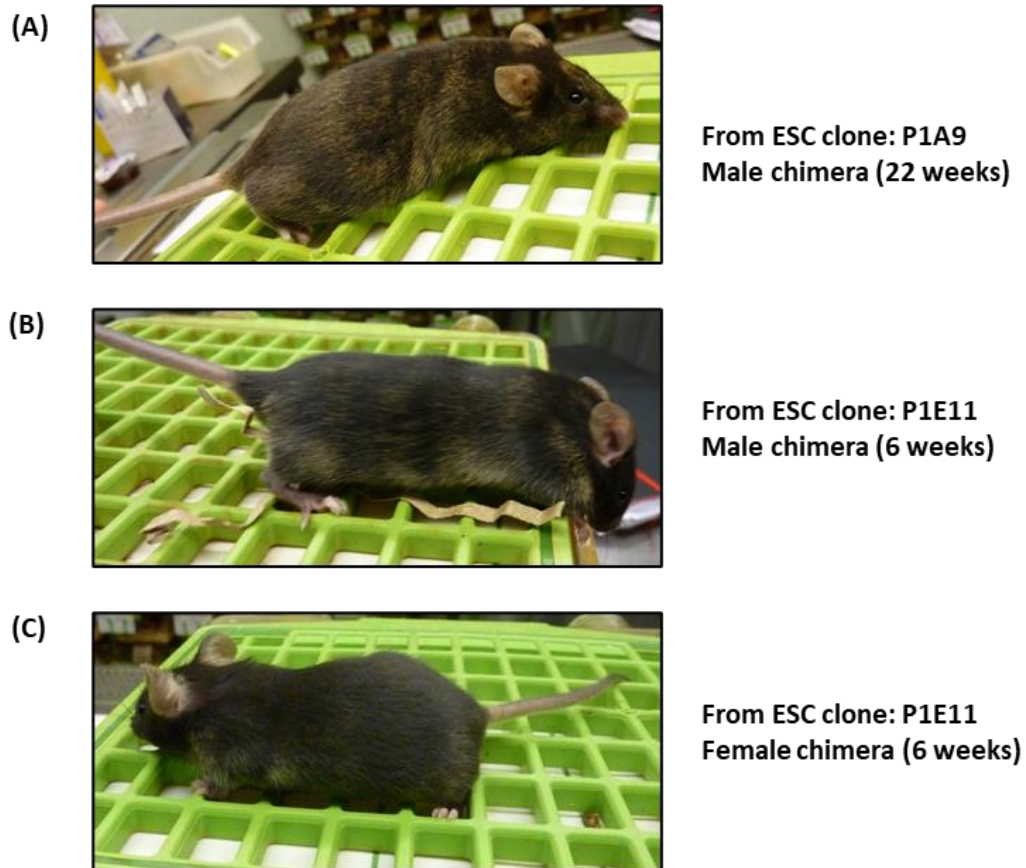 (A)
From ESC clone: P1A9
Male chimera (22 weeks)
(B)
From ESC clone: P1E11
Male chimera (6 weeks)
(C)
From ESC clone: P1E11
Female chimera (6 weeks)